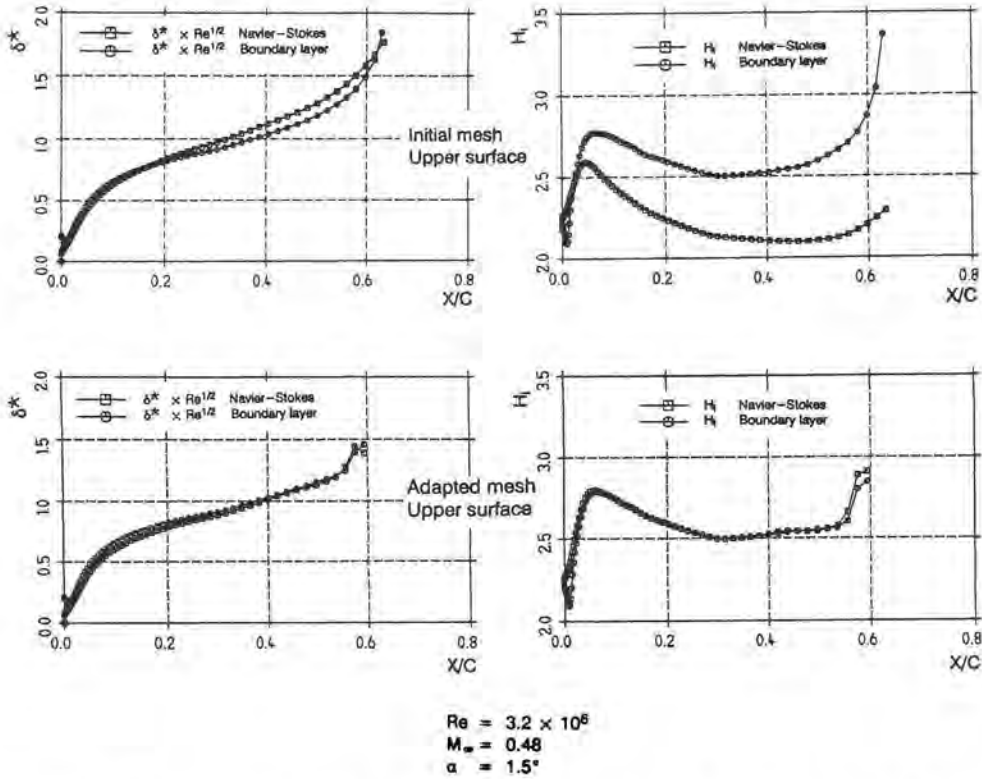 δ* × Re1/2 Navier-Stokes
δ* × Re1/2 Boundary layer
δ*
2.0
1.5
1.0
0.5
0.0
Initial mesh
Upper surface
0.0 0.2 0.4 0.6 0.8
X/C
Hi Navier-Stokes
Hi Boundary layer
Hi
3.5
3.0
2.5
2.0
0.0 0.2 0.4 0.6 0.8
X/C
δ* × Re1/2 Navier-Stokes
δ* × Re1/2 Boundary layer
δ*
2.0
1.5
1.0
0.5
0.0
Adapted mesh
Upper surface
0.0 0.2 0.4 0.6 0.8
X/C
Hi Navier-Stokes
Hi Boundary layer
Hi
3.5
3.0
2.5
2.0
0.0 0.2 0.4 0.6 0.8
X/C
Re = 3.2 × 10⁶
M∞ = 0.48
α = 1.5°